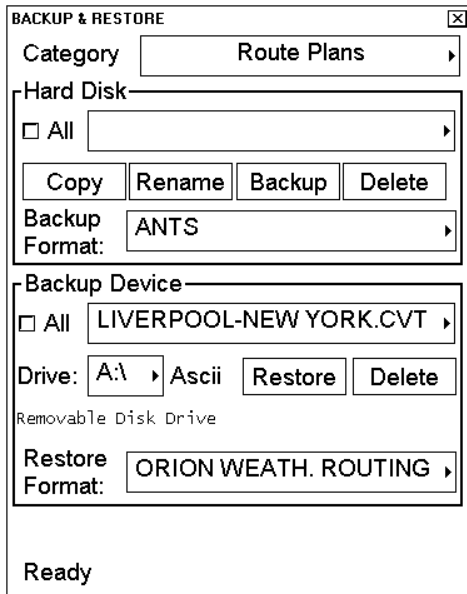 BACKUP & RESTORE
Category Route Plans
Hard Disk
All
Copy Rename Backup Delete
Backup
Format: ANTS
Backup Device
All LIVERPOOL-NEW YORK.CVT
Drive: A:\ Ascii Restore Delete
Removable Disk Drive
Restore
Format: ORION WEATH. ROUTING
Ready